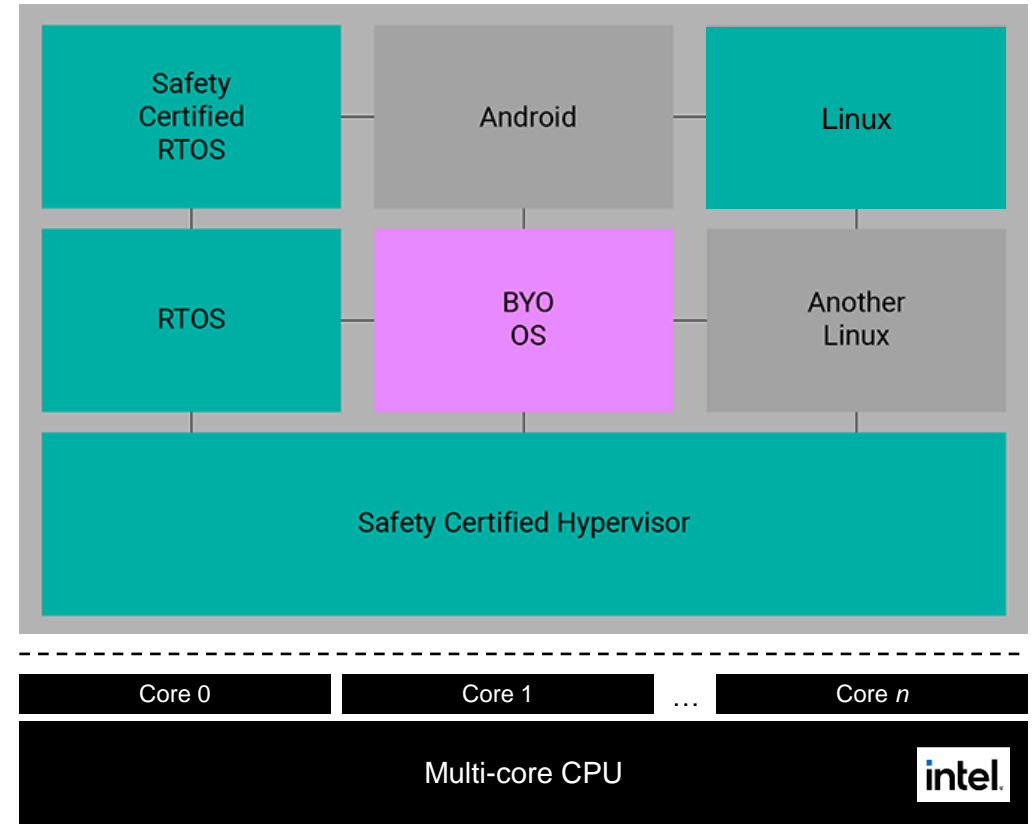 Safety
Certified
RTOS
Android
Linux
RTOS
BYO
OS
Another
Linux
Safety Certified Hypervisor
Core 0
Core 1
...
Core n
Multi-core CPU
intel.